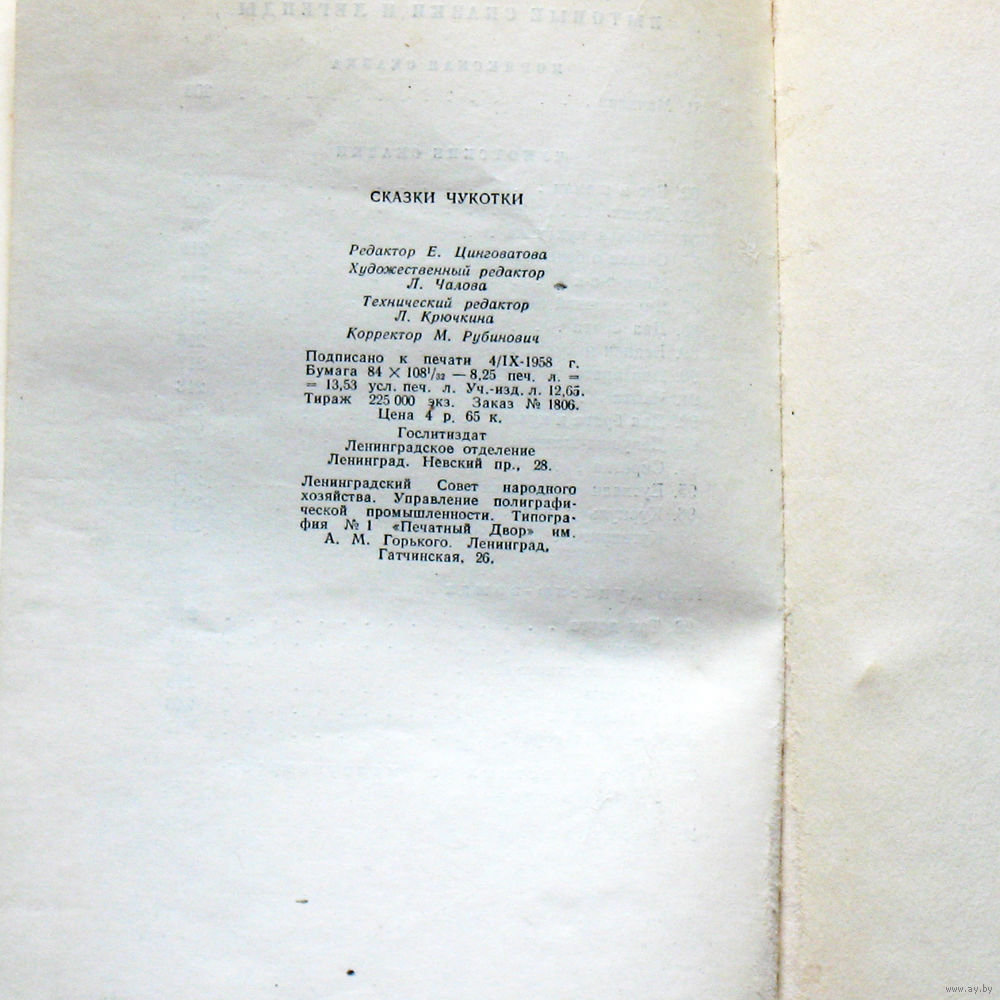 СКАЗКИ ЧУКОТКИ
Редактор Е. Цинговатова
Художественный редактор
Л. Чалова
Технический редактор
Л. Крючкина
Корректор М. Рубинович
Подписано к печати 4/IX-1958 г.
Бумага 84 × 108¹/₃₂ — 8,25 печ. л. =
= 13,53 усл. печ. л. Уч.-изд. л. 12,65.
Тираж 225 000 экз. Заказ № 1806.
Цена 4 р. 65 к.
Гослитиздат
Ленинградское отделение
Ленинград. Невский пр., 28.
Ленинградский Совет народного
хозяйства. Управление полиграфи-
ческой промышленности. Типогра-
фия № 1 «Печатный Двор» им.
А. М. Горького. Ленинград,
Гатчинская, 26.
www.ay.by